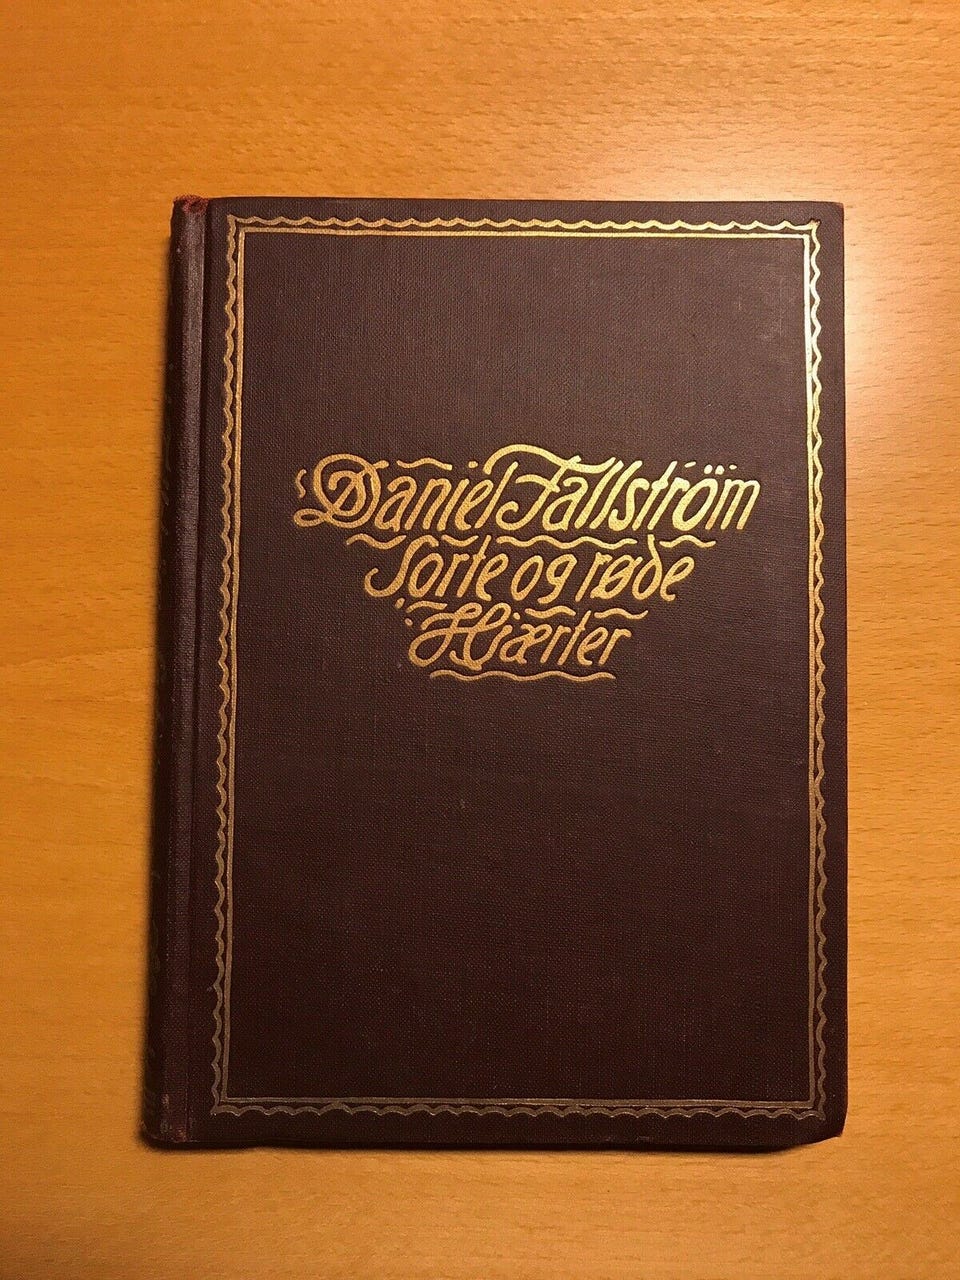 Daniel Fallström
Sorte og røde
Hjærter